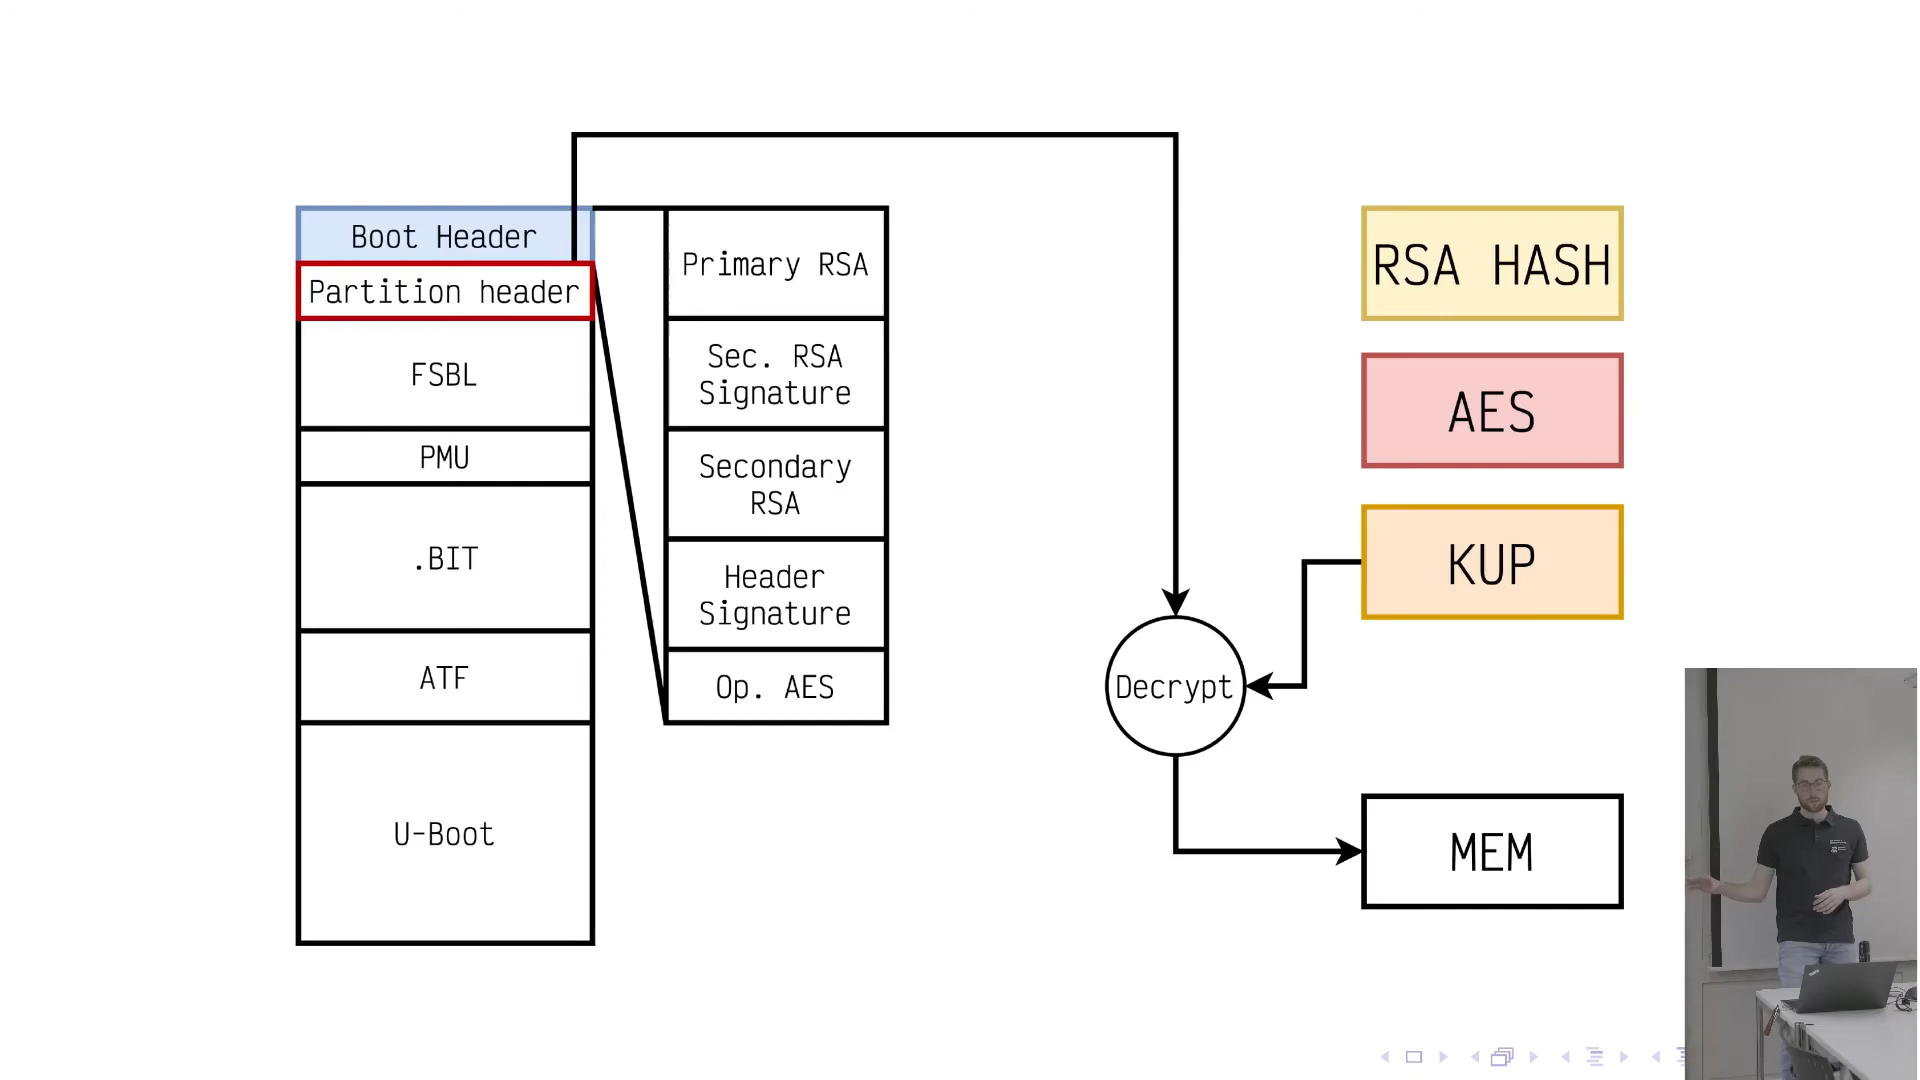 Boot Header
Partition header
FSBL
PMU
.BIT
ATF
U-Boot
Primary RSA
Sec. RSA
Signature
Secondary
RSA
Header
Signature
Op. AES
Decrypt
RSA HASH
AES
KUP
MEM